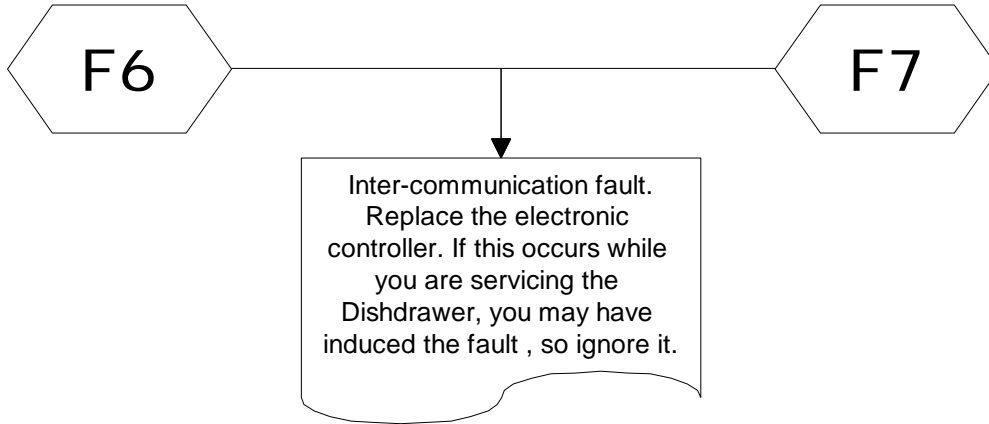 F6
F7
Inter-communication fault.
Replace the electronic
controller. If this occurs while
you are servicing the
Dishdrawer, you may have
induced the fault , so ignore it.